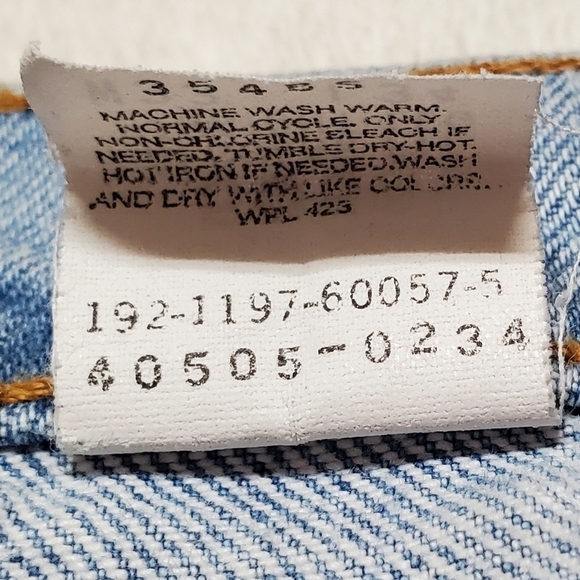 MACHINE WASH WARM.
NORMAL CYCLE. ONLY
NON-CHLORINE BLEACH IF
NEEDED. TUMBLE DRY-HOT.
HOT IRON IF NEEDED.WASH
AND DRY WITH LIKE COLORS.
WPL 423
192-1197-60057-5
40505-0234